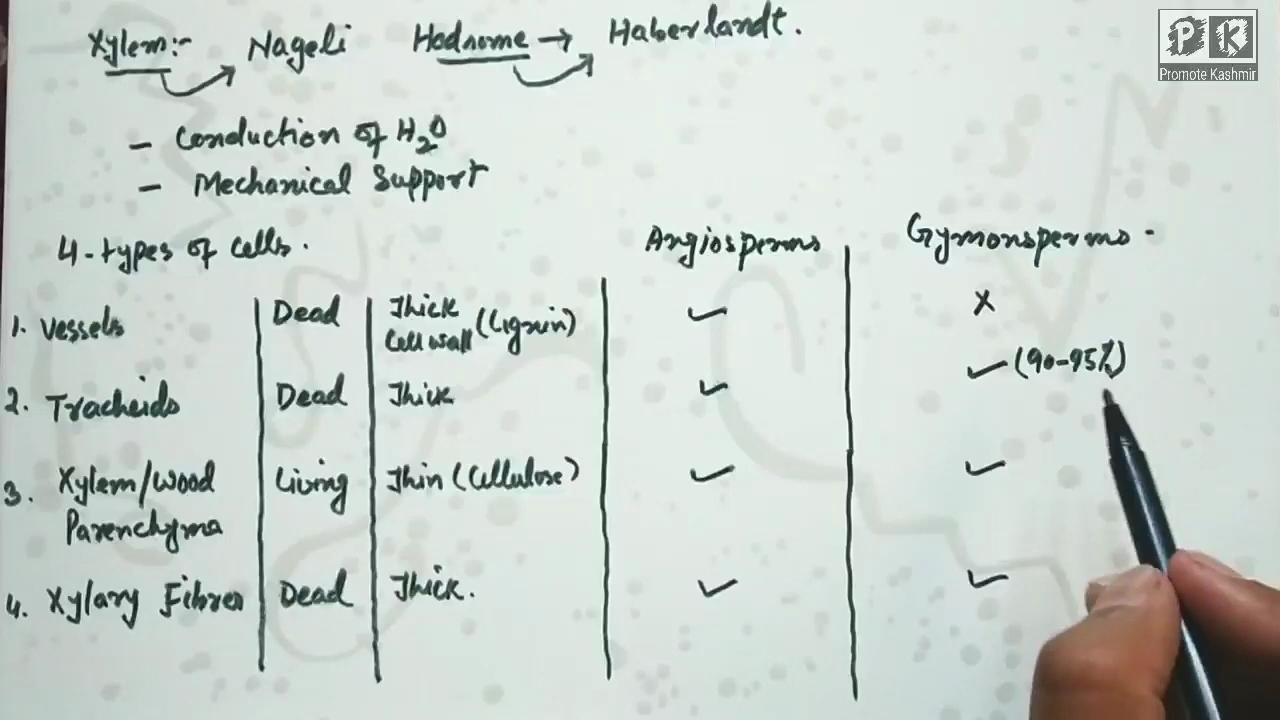 Xylem:- Nageli Hadrome → Haberlandt.
PK
Promote Kashmir
- Conduction of H₂O
- Mechanical Support
4-types of cells.
Angiosperms
Gymonsperms
1. Vessels Dead Thick Cell wall (Lignin) ✓ X
2. Tracheids Dead Thick ✓ ✓ (90-95%)
3. Xylem/wood Parenchyma Living Thin (Cellulose) ✓ ✓
4. Xylary Fibres Dead Thick. ✓ ✓